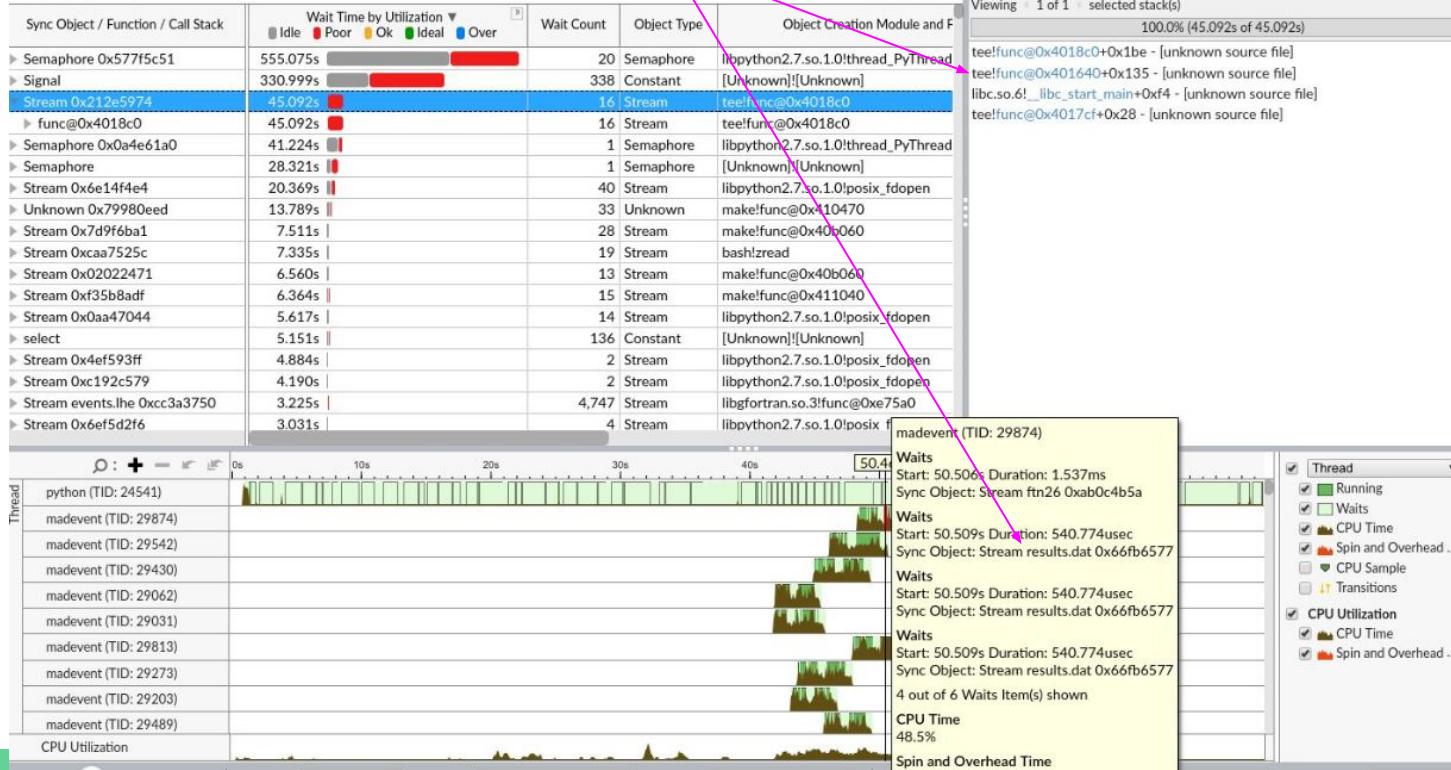 Viewing 1 of 1 selected stack(s)
Sync Object / Function / Call Stack
Wait Time by Utilization
Idle Poor Ok Ideal Over
Wait Count
Object Type
Object Creation Module and F
100.0% (45.092s of 45.092s)
Semaphore 0x577f5c51 555.075s 20 Semaphore libpython2.7.so.1.0!thread_PyThread
Signal 330.999s 338 Constant [Unknown]![Unknown]
Stream 0x212e5974 45.092s 16 Stream tee!func@0x4018c0
func@0x4018c0 45.092s 16 Stream tee!func@0x4018c0
Semaphore 0x0a4e61a0 41.224s 1 Semaphore libpython2.7.so.1.0!thread_PyThread
Semaphore 28.321s 1 Semaphore [Unknown]![Unknown]
Stream 0x6e14f4e4 20.369s 40 Stream libpython2.7.so.1.0!posix_fdopen
Unknown 0x79980eed 13.789s 33 Unknown make!func@0x410470
Stream 0x7d9f6ba1 7.511s 28 Stream make!func@0x40b060
Stream 0xcaa7525c 7.335s 19 Stream bash!zread
Stream 0x02022471 6.560s 13 Stream make!func@0x40b060
Stream 0xf35b8adf 6.364s 15 Stream make!func@0x411040
Stream 0x0aa47044 5.617s 14 Stream libpython2.7.so.1.0!posix_fdopen
select 5.151s 136 Constant [Unknown]![Unknown]
Stream 0x4ef593ff 4.884s 2 Stream libpython2.7.so.1.0!posix_fdopen
Stream 0xc192c579 4.190s 2 Stream libpython2.7.so.1.0!posix_fdopen
Stream events.lhe 0xcc3a3750 3.225s 4,747 Stream libgfortran.so.3!func@0xe75a0
Stream 0x6ef5d2f6 3.031s 4 Stream libpython2.7.so.1.0!posix_f
tee!func@0x4018c0+0x1be - [unknown source file]
tee!func@0x401640+0x135 - [unknown source file]
libc.so.6!__libc_start_main+0xf4 - [unknown source file]
tee!func@0x4017cf+0x28 - [unknown source file]
0s 10s 20s 30s 40s 50.4
Thread
python (TID: 24541)
madevent (TID: 29874)
madevent (TID: 29542)
madevent (TID: 29430)
madevent (TID: 29062)
madevent (TID: 29031)
madevent (TID: 29813)
madevent (TID: 29273)
madevent (TID: 29203)
madevent (TID: 29489)
CPU Utilization
madevent (TID: 29874)
Waits
Start: 50.506s Duration: 1.537ms
Sync Object: Stream ftn26 0xab0c4b5a
Waits
Start: 50.509s Duration: 540.774usec
Sync Object: Stream results.dat 0x66fb6577
Waits
Start: 50.509s Duration: 540.774usec
Sync Object: Stream results.dat 0x66fb6577
Waits
Start: 50.509s Duration: 540.774usec
Sync Object: Stream results.dat 0x66fb6577
4 out of 6 Waits Item(s) shown
CPU Time
48.5%
Spin and Overhead Time
Thread
Running
Waits
CPU Time
Spin and Overhead ..
CPU Sample
Transitions
CPU Utilization
CPU Time
Spin and Overhead ..